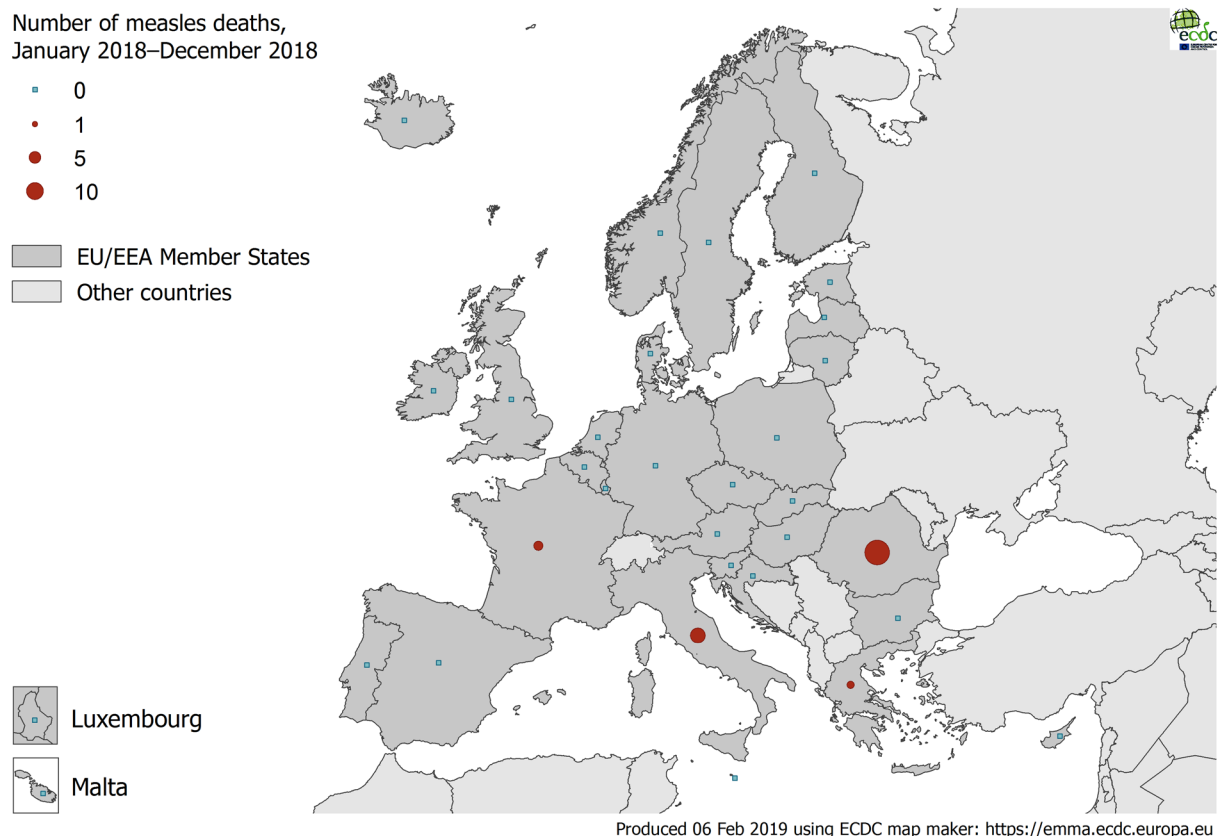 Number of measles deaths,
January 2018–December 2018
0
1
5
10
EU/EEA Member States
Other countries
Luxembourg
Malta
ecdc
Produced 06 Feb 2019 using ECDC map maker: https://emma.ecdc.europa.eu